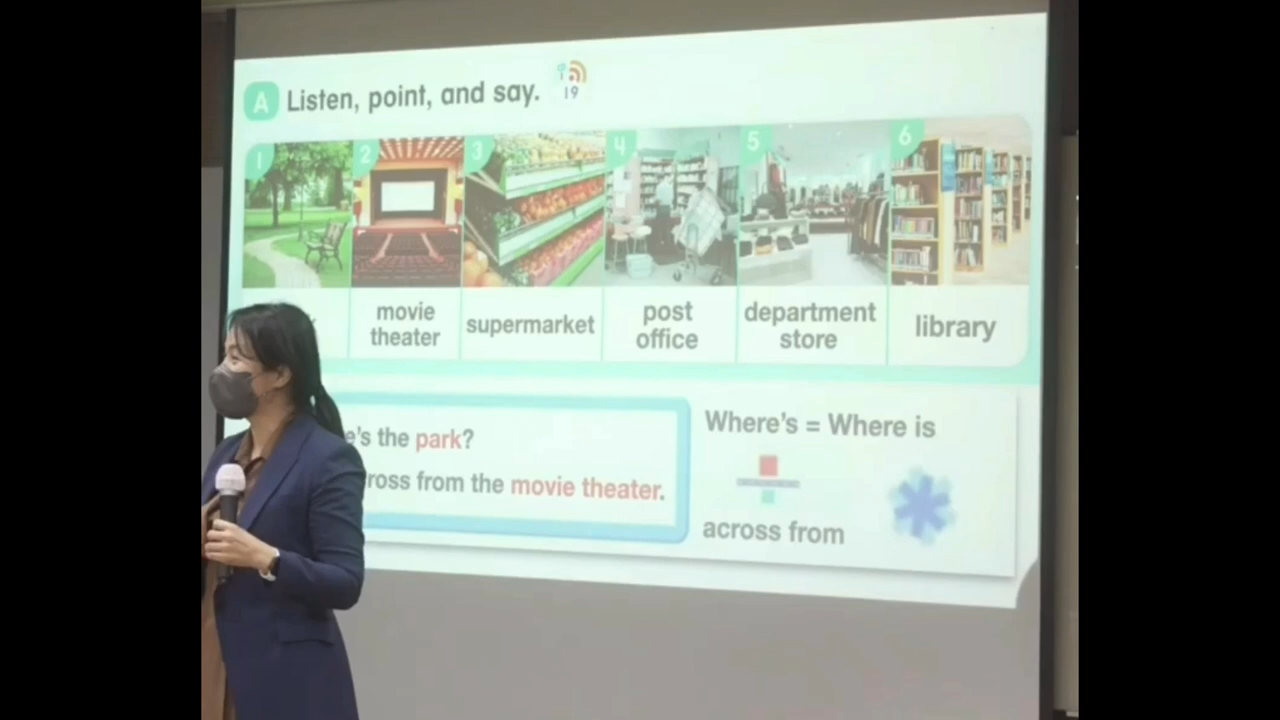 A Listen, point, and say.
19
1 2 3 4 5 6
movie theater
supermarket
post office
department store
library
e's the park?
ross from the movie theater.
Where's = Where is
across from